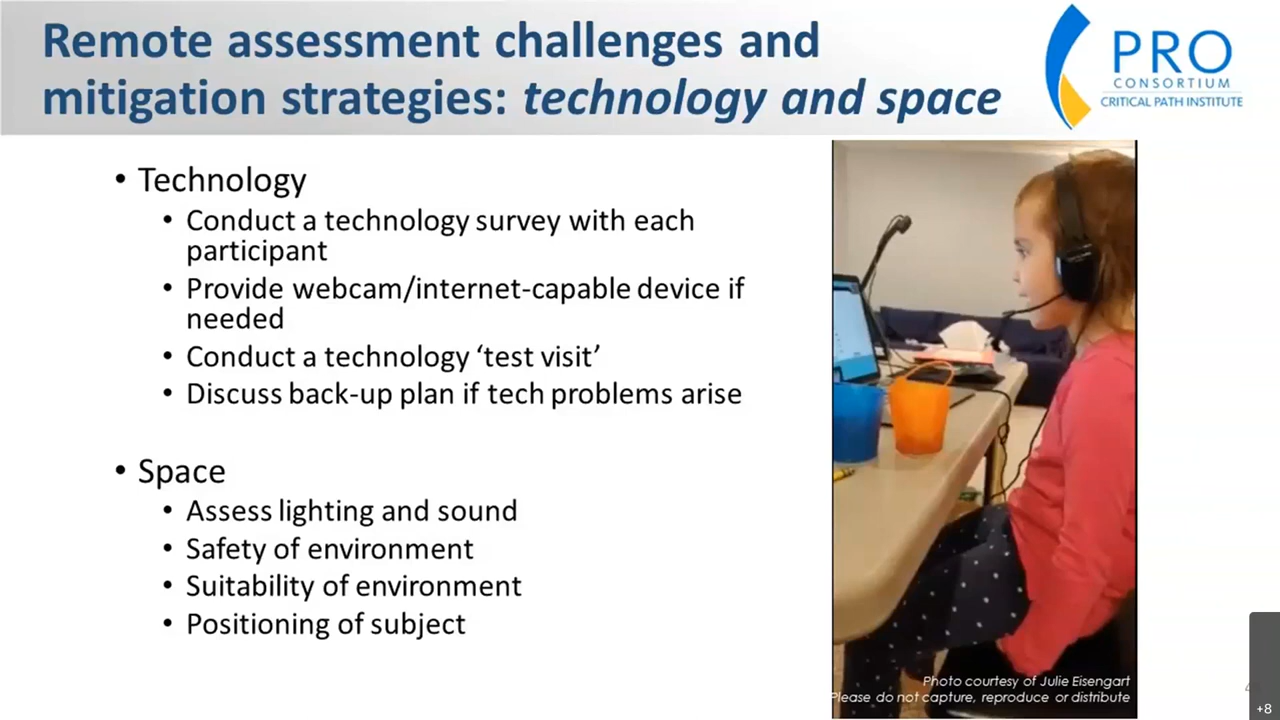 Remote assessment challenges and
mitigation strategies: technology and space
PRO
CONSORTIUM
CRITICAL PATH INSTITUTE
• Technology
• Conduct a technology survey with each
participant
• Provide webcam/internet-capable device if
needed
• Conduct a technology ‘test visit’
• Discuss back-up plan if tech problems arise
• Space
• Assess lighting and sound
• Safety of environment
• Suitability of environment
• Positioning of subject
Photo courtesy of Julie Eisengart
Please do not capture, reproduce or distribute
+8